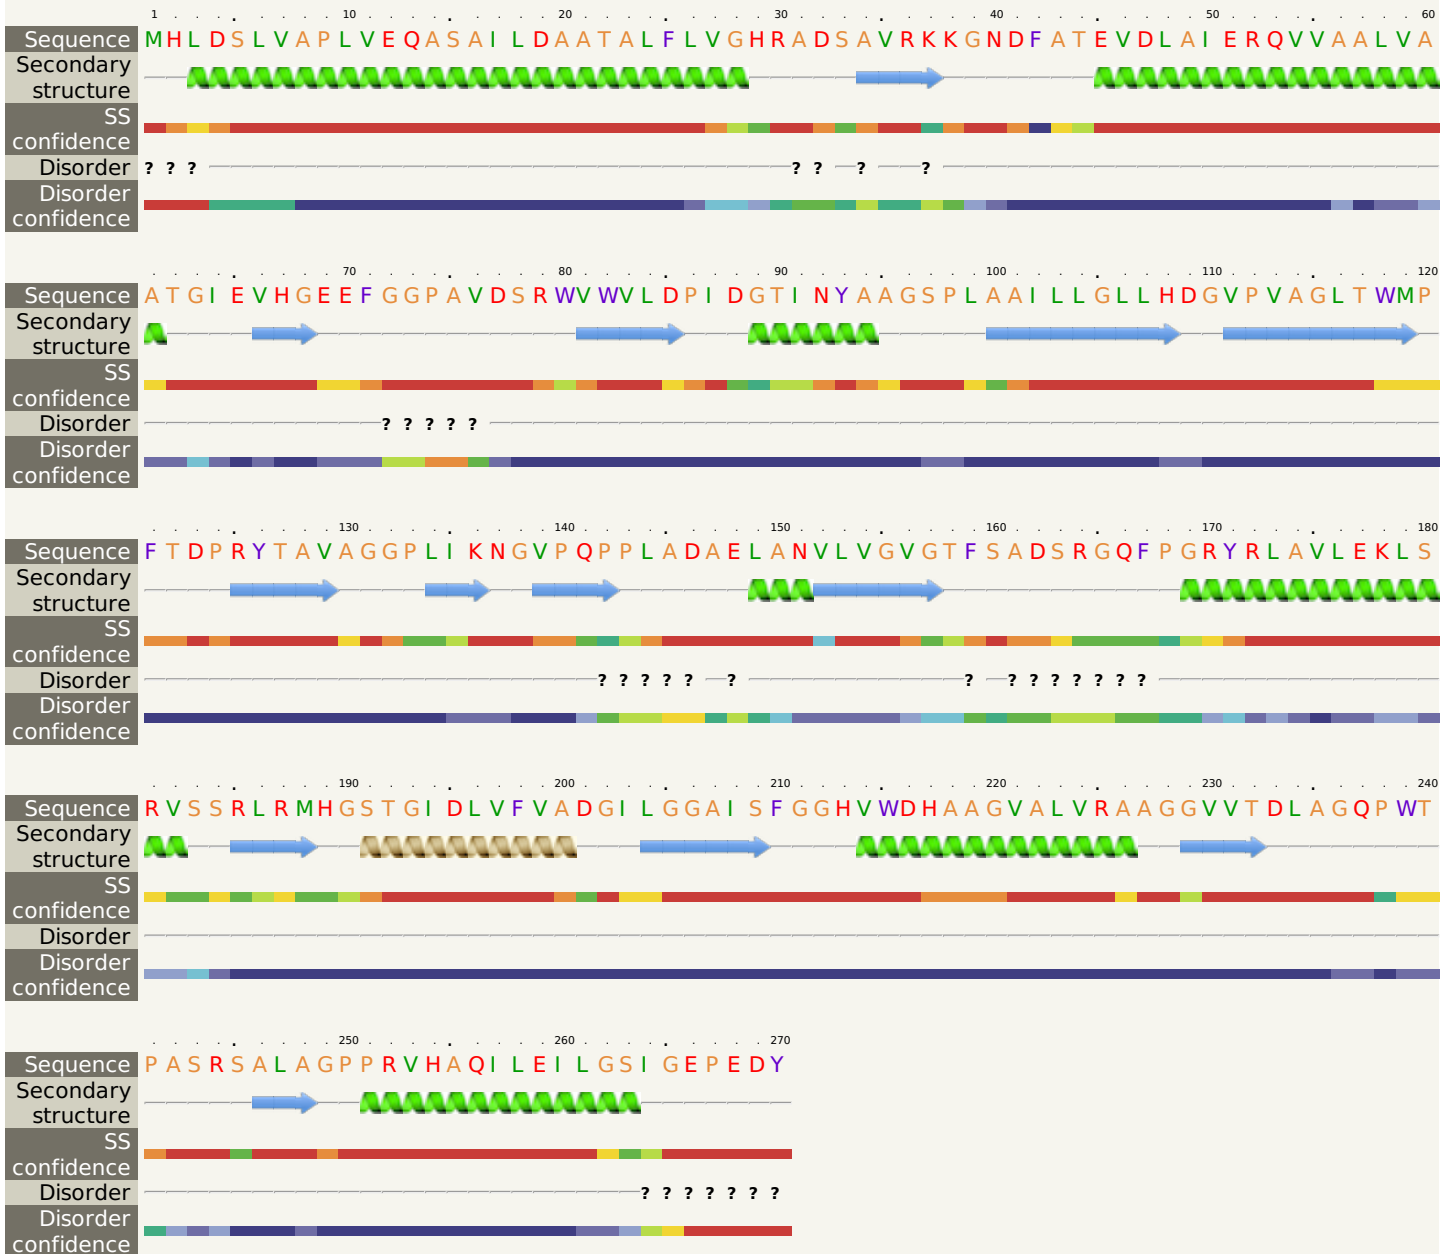 1 10 20 30 40 50 60
Sequence MHLDSLVAPLVEQASAILDAATALFLVGHRADSAVRKKGNDFATEVDLAIERQVVAALVA
Secondary
structure
SS
confidence
Disorder ? ? ? ? ? ? ?
Disorder
confidence
70 80 90 100 110 120
Sequence ATGIEVHGEEFGGPAVDSRWVWVLDPIDGTINYAAGSPLAAILLGLLHDGVPVAGLTWMP
Secondary
structure
SS
confidence
Disorder ? ? ? ? ?
Disorder
confidence
130 140 150 160 170 180
Sequence FTDPRYTAVAGGPLIKNGVPQPPLADAELANVLVGVGTFSADSRGQFPGRYRLAVLEKLS
Secondary
structure
SS
confidence
Disorder ? ? ? ? ? ? ? ? ? ? ? ? ? ?
Disorder
confidence
190 200 210 220 230 240
Sequence RVSSRLRMHGSTGIDLVFVADGILGGAISFGGHVWDHAAGVALVRAAGGVVTDLAGQPWT
Secondary
structure
SS
confidence
Disorder
Disorder
confidence
250 260 270
Sequence PASRSALAGPPRVHAQILEILGSIGEPEDY
Secondary
structure
SS
confidence
Disorder ? ? ? ? ? ? ?
Disorder
confidence